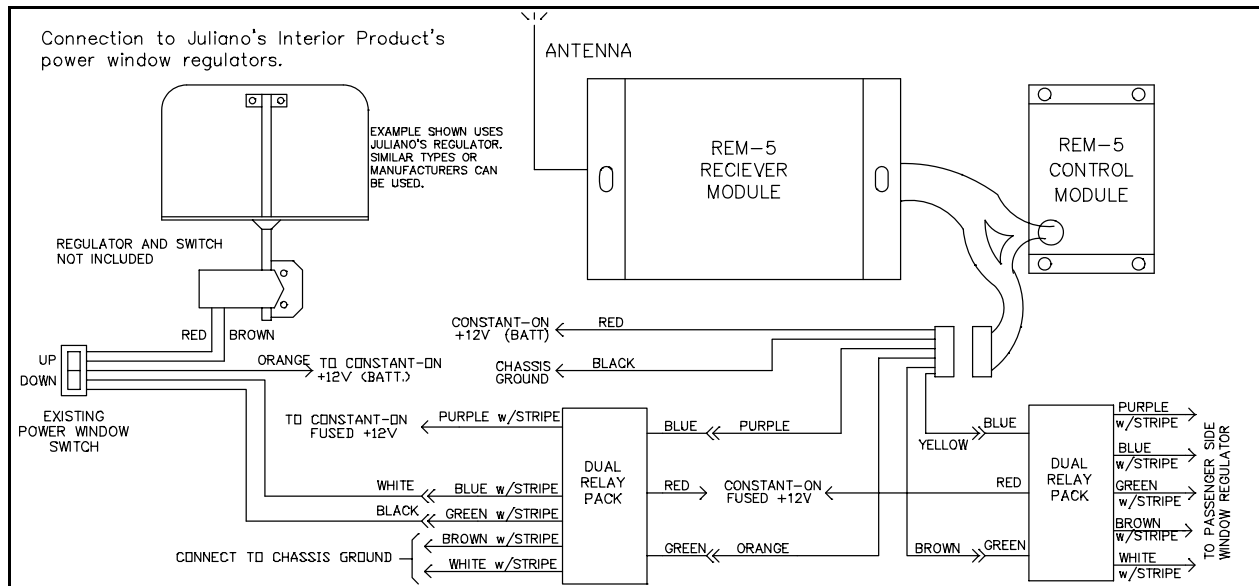 Connection to Juliano's Interior Product's
power window regulators.
ANTENNA
EXAMPLE SHOWN USES
JULIANO'S REGULATOR.
SIMILAR TYPES OR
MANUFACTURERS CAN
BE USED.
REM-5
RECIEVER
MODULE
REM-5
CONTROL
MODULE
REGULATOR AND SWITCH
NOT INCLUDED
RED
BROWN
UP
DOWN
ORANGE
TO CONSTANT-ON
+12V (BATT.)
EXISTING
POWER WINDOW
SWITCH
CONSTANT-ON
+12V (BATT)
RED
CHASSIS
GROUND
BLACK
TO CONSTANT-ON
FUSED +12V
PURPLE w/STRIPE
WHITE
BLUE w/STRIPE
BLACK
GREEN w/STRIPE
CONNECT TO CHASSIS GROUND
BROWN w/STRIPE
WHITE w/STRIPE
DUAL
RELAY
PACK
BLUE
PURPLE
RED
CONSTANT-ON
FUSED +12V
GREEN
ORANGE
YELLOW
BLUE
RED
BROWN
GREEN
DUAL
RELAY
PACK
PURPLE
w/STRIPE
BLUE
w/STRIPE
GREEN
w/STRIPE
BROWN
w/STRIPE
WHITE
w/STRIPE
TO PASSENGER SIDE
WINDOW REGULATOR